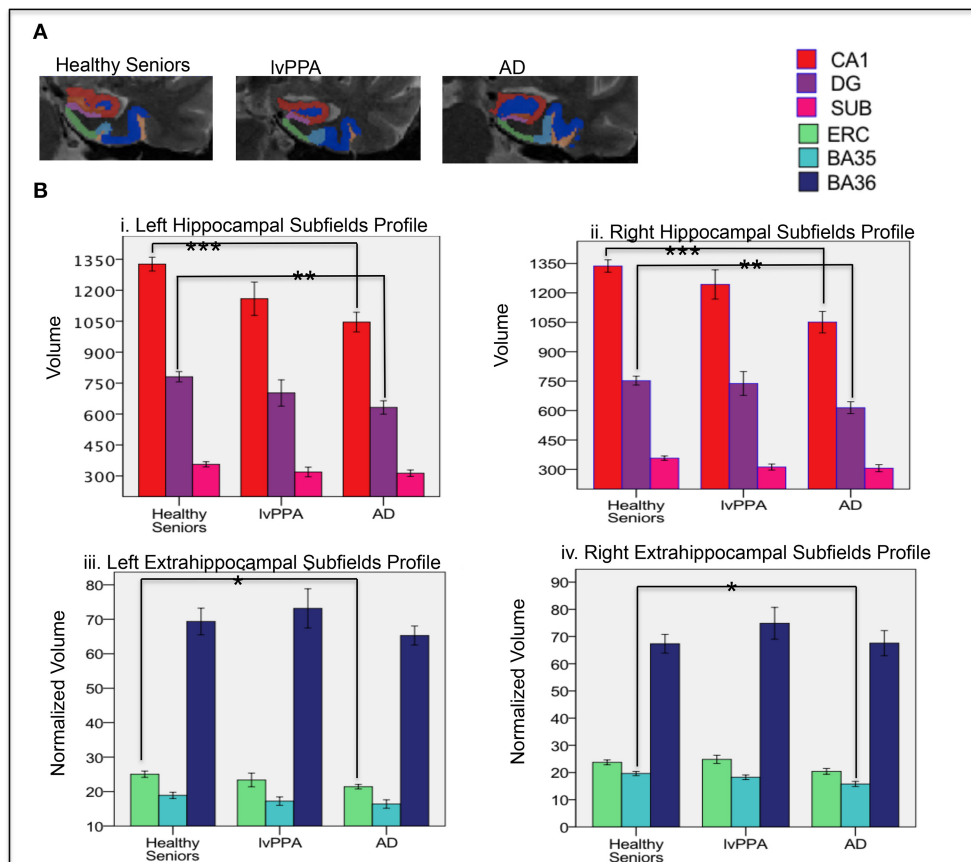 A
Healthy Seniors
lvPPA
AD
CA1
DG
SUB
ERC
BA35
BA36
B
i. Left Hippocampal Subfields Profile
***
**
Volume
1350
1200
1050
900
750
600
450
300
Healthy
Seniors
lvPPA
AD
ii. Right Hippocampal Subfields Profile
***
**
Volume
1350
1200
1050
900
750
600
450
300
Healthy
Seniors
lvPPA
AD
iii. Left Extrahippocampal Subfields Profile
*
Normalized Volume
80
70
60
50
40
30
20
10
Healthy
Seniors
lvPPA
AD
iv. Right Extrahippocampal Subfields Profile
*
Normalized Volume
90
80
70
60
50
40
30
20
10
0
Healthy
Seniors
lvPPA
AD